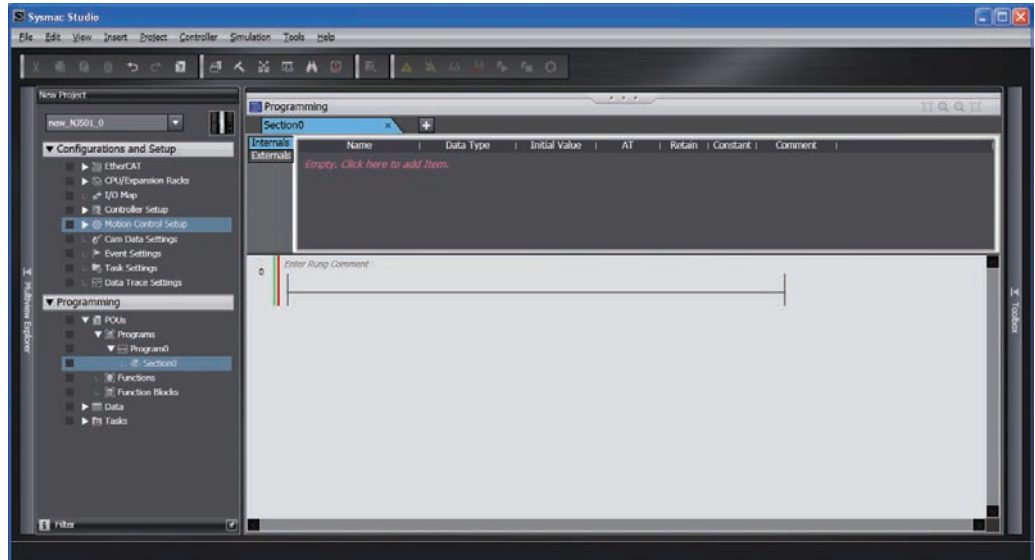 Sysmac Studio
File Edit View Insert Project Controller Simulation Tools Help
New Project
new_NJ501_0
Configurations and Setup
EtherCAT
CPU/Expansion Racks
I/O Map
Controller Setup
Motion Control Setup
Cam Data Settings
Event Settings
Task Settings
Data Trace Settings
Programming
POUs
Programs
Program0
Section0
Functions
Function Blocks
Data
Tasks
Filter
Multiview Explorer
Programming
Section0 x +
Internals
Externals
Name | Data Type | Initial Value | AT | Retain | Constant | Comment |
Empty. Click here to add Item.
0
Enter Rung Comment
Toolbox